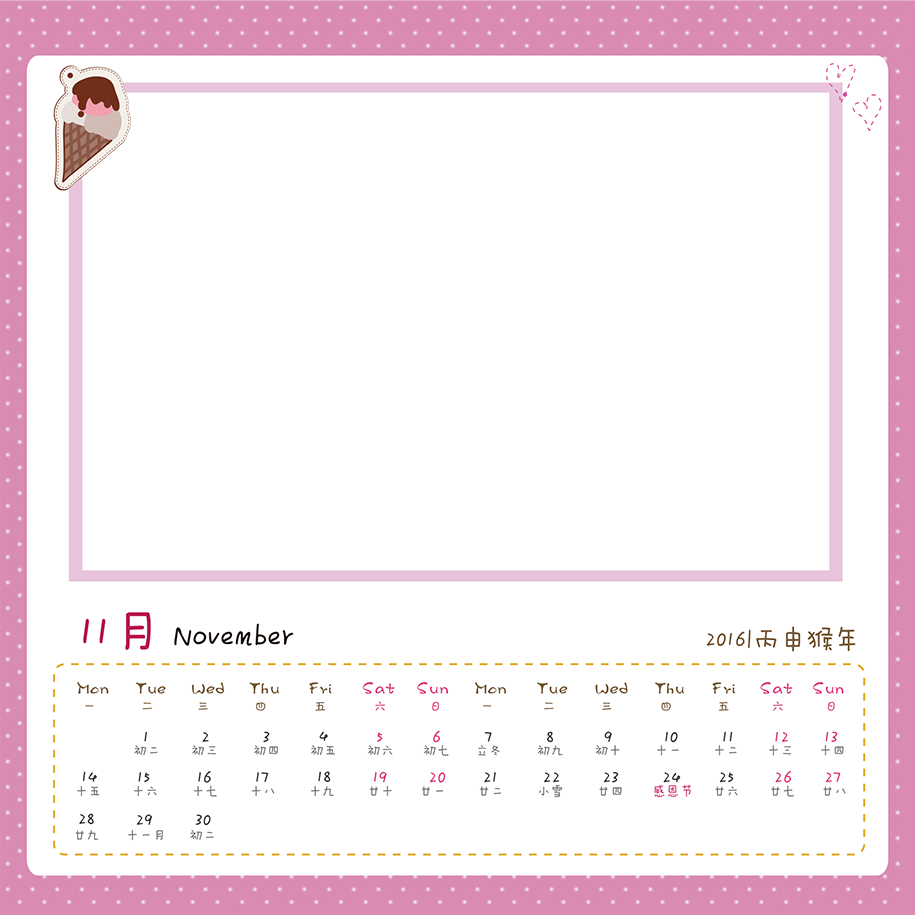 11月 November 2016|丙申猴年
Mon Tue Wed Thu Fri Sat Sun Mon Tue Wed Thu Fri Sat Sun
一 二 三 四 五 六 日 一 二 三 四 五 六 日
1 2 3 4 5 6 7 8 9 10 11 12 13
初二 初三 初四 初五 初六 初七 立冬 初九 初十 十一 十二 十三 十四
14 15 16 17 18 19 20 21 22 23 24 25 26 27
十五 十六 十七 十八 十九 廿十 廿一 廿二 小雪 廿四 感恩节 廿六 廿七 廿八
28 29 30
廿九 十一月 初二